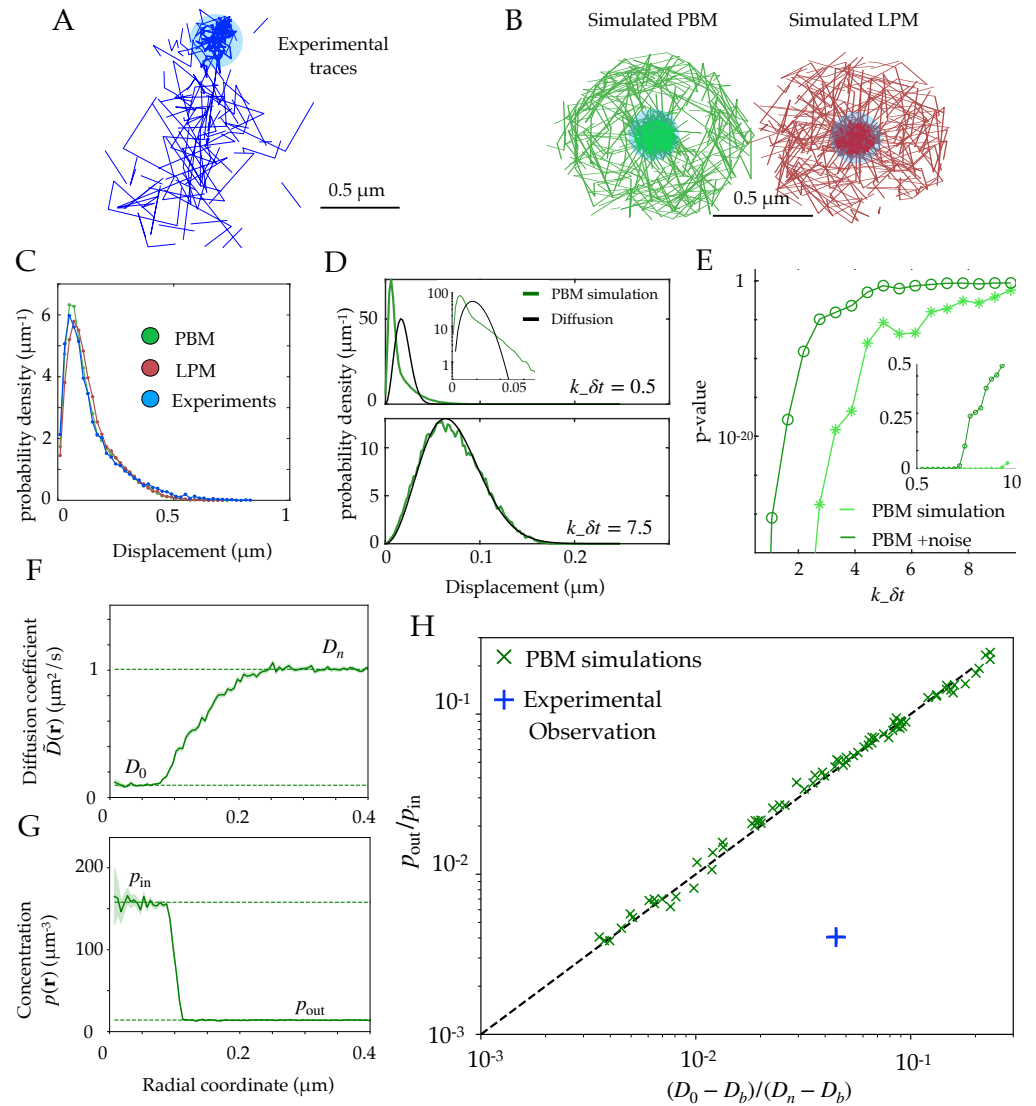 A
Experimental
traces
0.5 µm
B
Simulated PBM
Simulated LPM
0.5 µm
C
probability density (µm⁻¹)
6
4
2
0
0
0.5
1
PBM
LPM
Experiments
Displacement (µm)
D
probability density (µm⁻¹)
50
0
100
10
1
0
0.05
PBM simulation
Diffusion
k_δt = 0.5
10
5
0
0
0.1
0.2
k_δt = 7.5
Displacement (µm)
E
p-value
1
10⁻²⁰
0.5
0.25
0
0.5
10
PBM simulation
PBM +noise
2
4
6
8
k_δt
F
Diffusion coefficient
D̃(r) (µm²/s)
1
0
D₀
Dₙ
0
0.2
0.4
G
Concentration
p(r) (µm⁻³)
200
100
0
p_in
p_out
0
0.2
0.4
Radial coordinate (µm)
H
PBM simulations
Experimental
Observation
p_out/p_in
10⁻¹
10⁻²
10⁻³
10⁻³
10⁻²
10⁻¹
(D₀ − D_b)/(Dₙ − D_b)